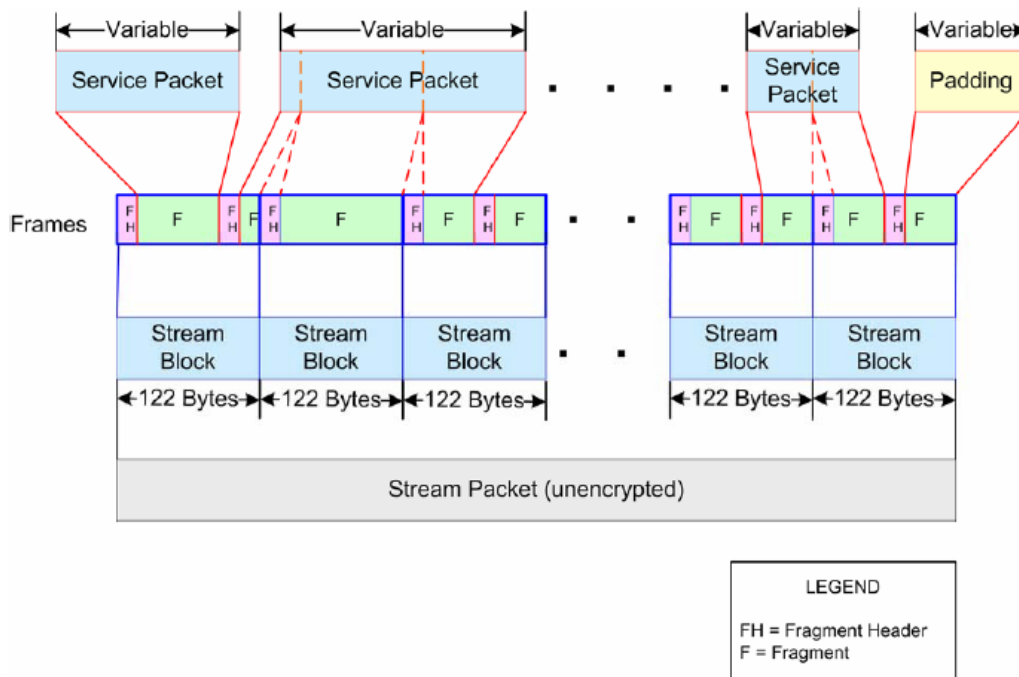 Variable
Variable
Variable
Variable
Service Packet
Service Packet
Service
Packet
Padding
Frames
F
H
F
F
H
F
F
H
F
F
H
F
F
H
F
F
H
F
F
H
F
F
H
F
F
H
F
Stream
Block
Stream
Block
Stream
Block
Stream
Block
Stream
Block
122 Bytes
122 Bytes
122 Bytes
122 Bytes
122 Bytes
Stream Packet (unencrypted)
LEGEND
FH = Fragment Header
F = Fragment